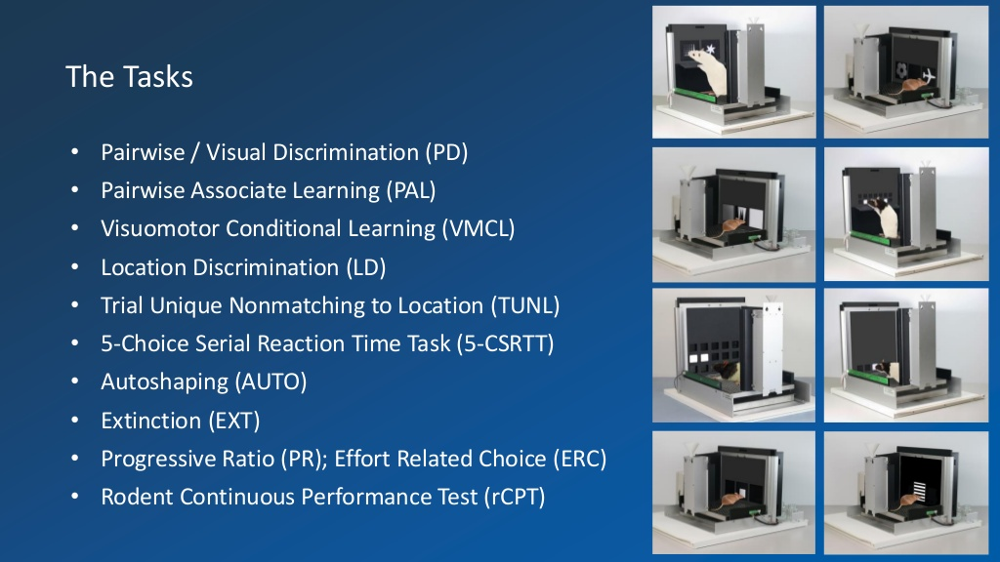 The Tasks
• Pairwise / Visual Discrimination (PD)
• Pairwise Associate Learning (PAL)
• Visuomotor Conditional Learning (VMCL)
• Location Discrimination (LD)
• Trial Unique Nonmatching to Location (TUNL)
• 5-Choice Serial Reaction Time Task (5-CSRTT)
• Autoshaping (AUTO)
• Extinction (EXT)
• Progressive Ratio (PR); Effort Related Choice (ERC)
• Rodent Continuous Performance Test (rCPT)